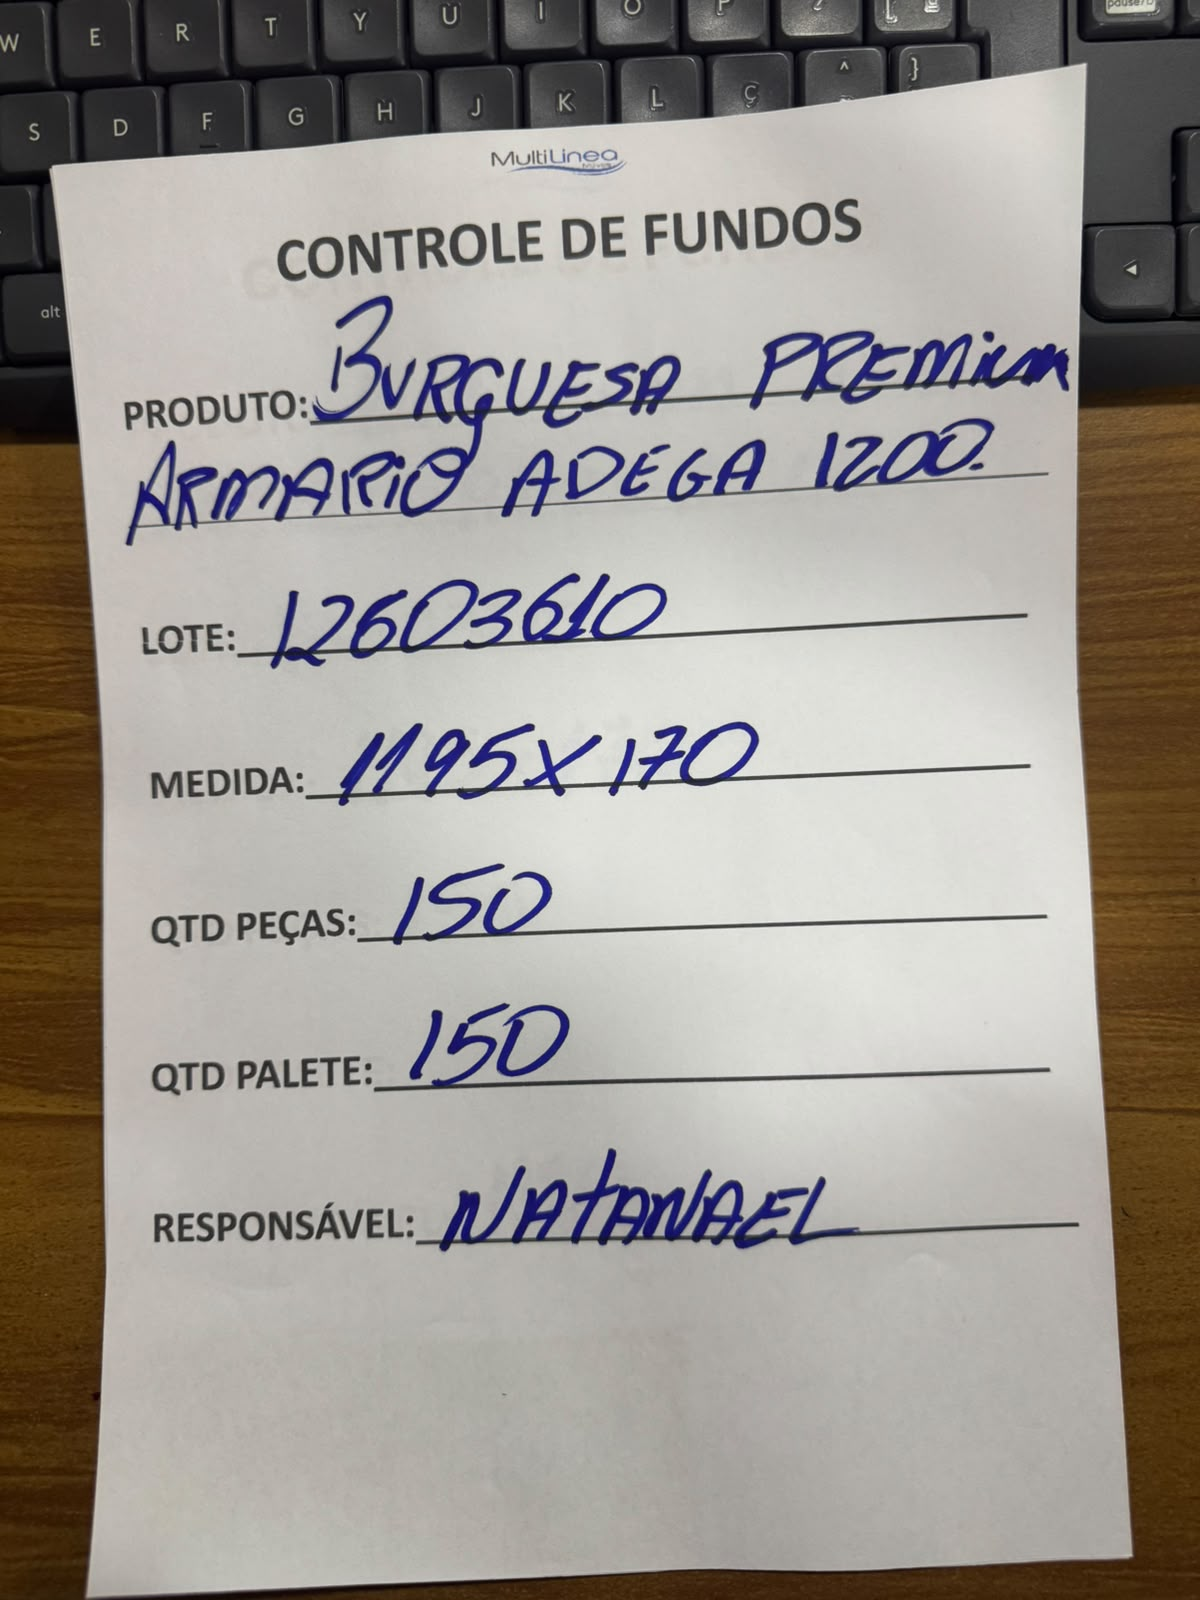 W E R T Y U I O P
S D F G H J K L Ç ^ }
alt
MultiLinea
CONTROLE DE FUNDOS
PRODUTO: BURGUESA PREMIUM
ARMARIO ADEGA 1200.
LOTE: 12603610
MEDIDA: 1195X170
QTD PEÇAS: 150
QTD PALETE: 150
RESPONSÁVEL: NATANAEL